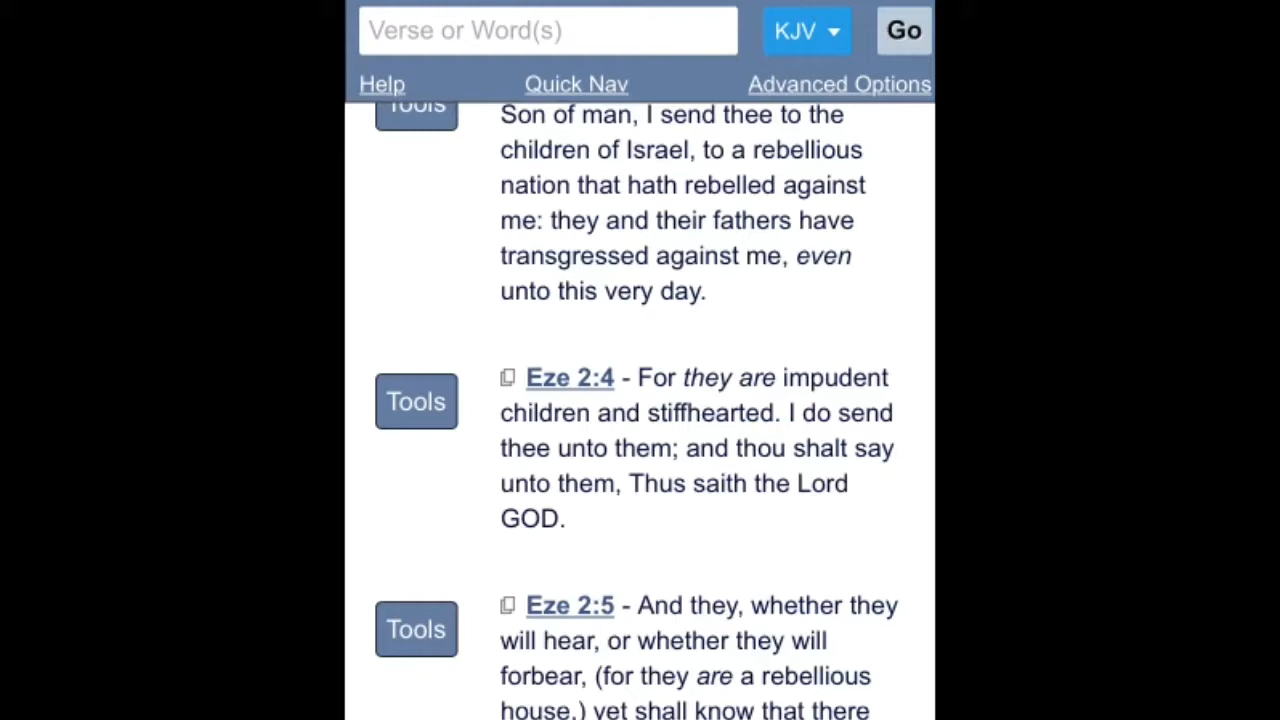 Verse or Word(s)
KJV
Go
Help
Quick Nav
Advanced Options
Tools
Son of man, I send thee to the
children of Israel, to a rebellious
nation that hath rebelled against
me: they and their fathers have
transgressed against me, even
unto this very day.
Tools
Eze 2:4 - For they are impudent
children and stiffhearted. I do send
thee unto them; and thou shalt say
unto them, Thus saith the Lord
GOD.
Tools
Eze 2:5 - And they, whether they
will hear, or whether they will
forbear, (for they are a rebellious
house,) yet shall know that there